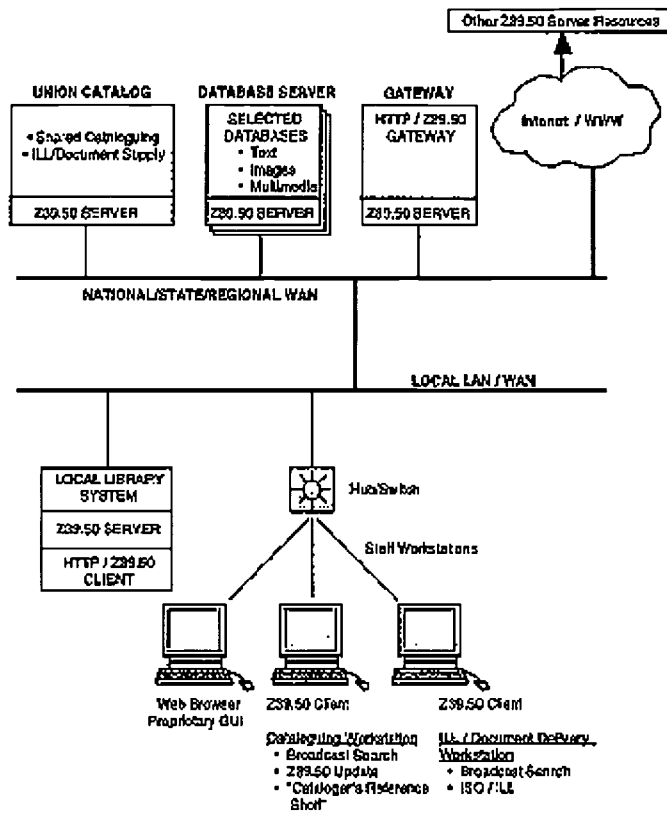 Other Z39.50 Server Resources
UNION CATALOG
DATABASE SERVER
GATEWAY
• Shared Cataloguing
• ILL/Document Supply
Z39.50 SERVER
SELECTED
DATABASES
• Text
• Images
• Multimedia
Z39.50 SERVER
HTTP / Z39.50
GATEWAY
Z39.50 SERVER
Internet / WWW
NATIONAL/STATE/REGIONAL WAN
LOCAL LAN / WAN
LOCAL LIBRARY
SYSTEM
Z39.50 SERVER
HTTP / Z39.50
CLIENT
Hub/Switch
Staff Workstations
Web Browser
Proprietary GUI
Z39.50 Client
Cataloguing Workstation
• Broadcast Search
• Z39.50 Update
• "Cataloger's Reference
Shelf"
Z39.50 Client
ILL / Document Delivery
Workstation
• Broadcast Search
• ISO / ILL